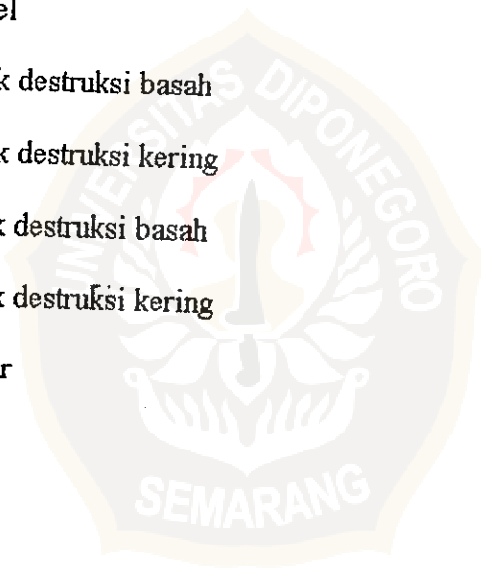 el
k destruksi basah
k destruksi kering
k destruksi basah
k destruksi kering
r
UNIVERSITAS DIPONEGORO
SEMARANG